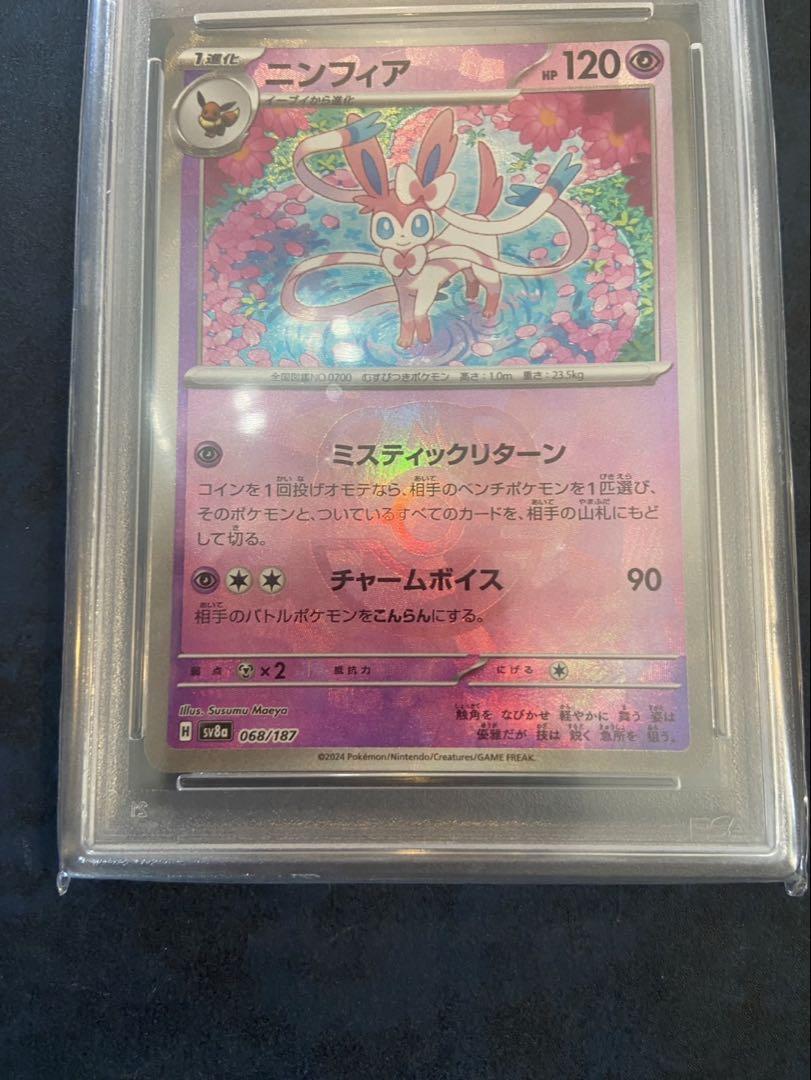 1進化
ニンフィア
HP 120
イーブイから進化
全国図鑑NO.0700 むすびつきポケモン 高さ:1.0m 重さ:23.5kg
ミスティックリターン
コインを1回投げオモテなら、相手のベンチポケモンを1匹選び、
そのポケモンと、ついているすべてのカードを、相手の山札にもど
して切る。
チャームボイス 90
相手のバトルポケモンをこんらんにする。
弱点 ×2 抵抗力 にげる
Illus. Susumu Maeya
H sv8a 068/187
触角を なびかせ 軽やかに 舞う 姿は
優雅だが 技は 鋭く 急所を 狙う。
©2024 Pokémon/Nintendo/Creatures/GAME FREAK.